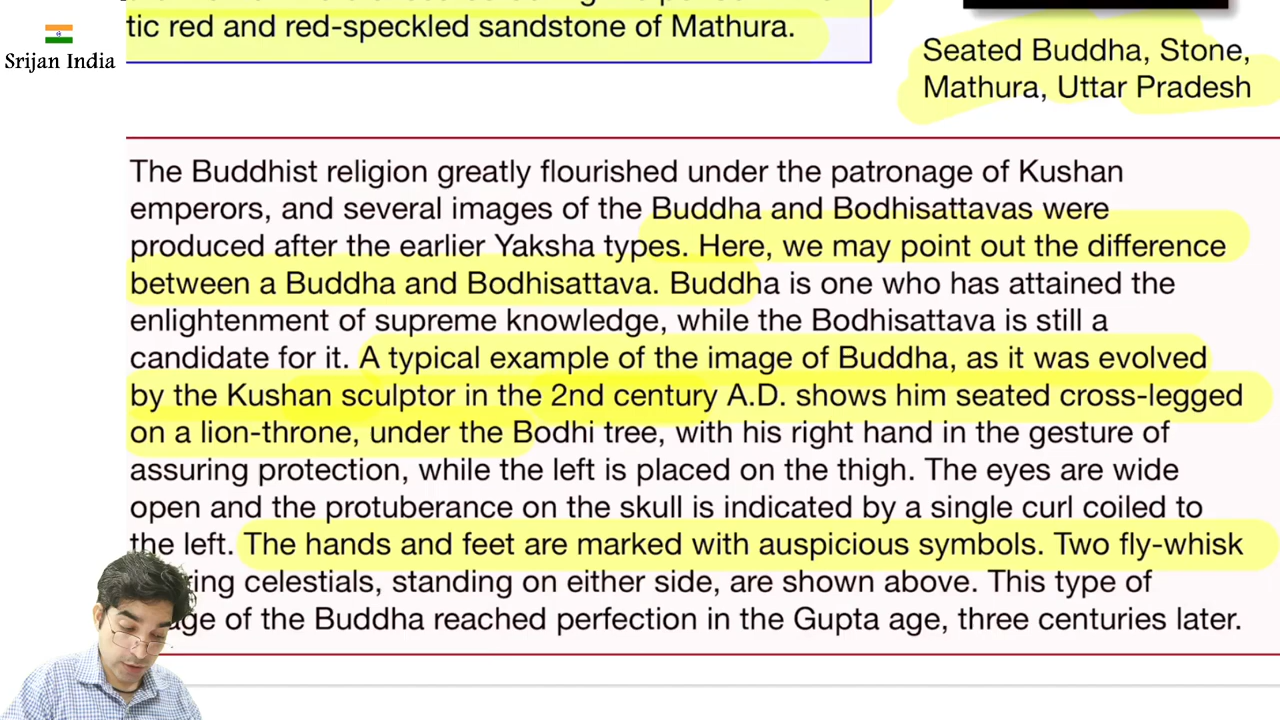 tic red and red-speckled sandstone of Mathura.
Srijan India
Seated Buddha, Stone,
Mathura, Uttar Pradesh
The Buddhist religion greatly flourished under the patronage of Kushan
emperors, and several images of the Buddha and Bodhisattavas were
produced after the earlier Yaksha types. Here, we may point out the difference
between a Buddha and Bodhisattava. Buddha is one who has attained the
enlightenment of supreme knowledge, while the Bodhisattava is still a
candidate for it. A typical example of the image of Buddha, as it was evolved
by the Kushan sculptor in the 2nd century A.D. shows him seated cross-legged
on a lion-throne, under the Bodhi tree, with his right hand in the gesture of
assuring protection, while the left is placed on the thigh. The eyes are wide
open and the protuberance on the skull is indicated by a single curl coiled to
the left. The hands and feet are marked with auspicious symbols. Two fly-whisk
celestials, standing on either side, are shown above. This type of
of the Buddha reached perfection in the Gupta age, three centuries later.